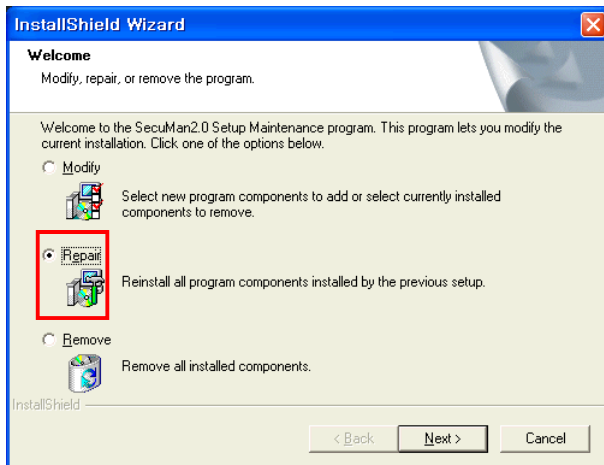 InstallShield Wizard
Welcome
Modify, repair, or remove the program.
Welcome to the SecuMan2.0 Setup Maintenance program. This program lets you modify the
current installation. Click one of the options below.
Modify
Select new program components to add or select currently installed
components to remove.
Repair
Reinstall all program components installed by the previous setup.
Remove
Remove all installed components.
InstallShield
< Back
Next >
Cancel